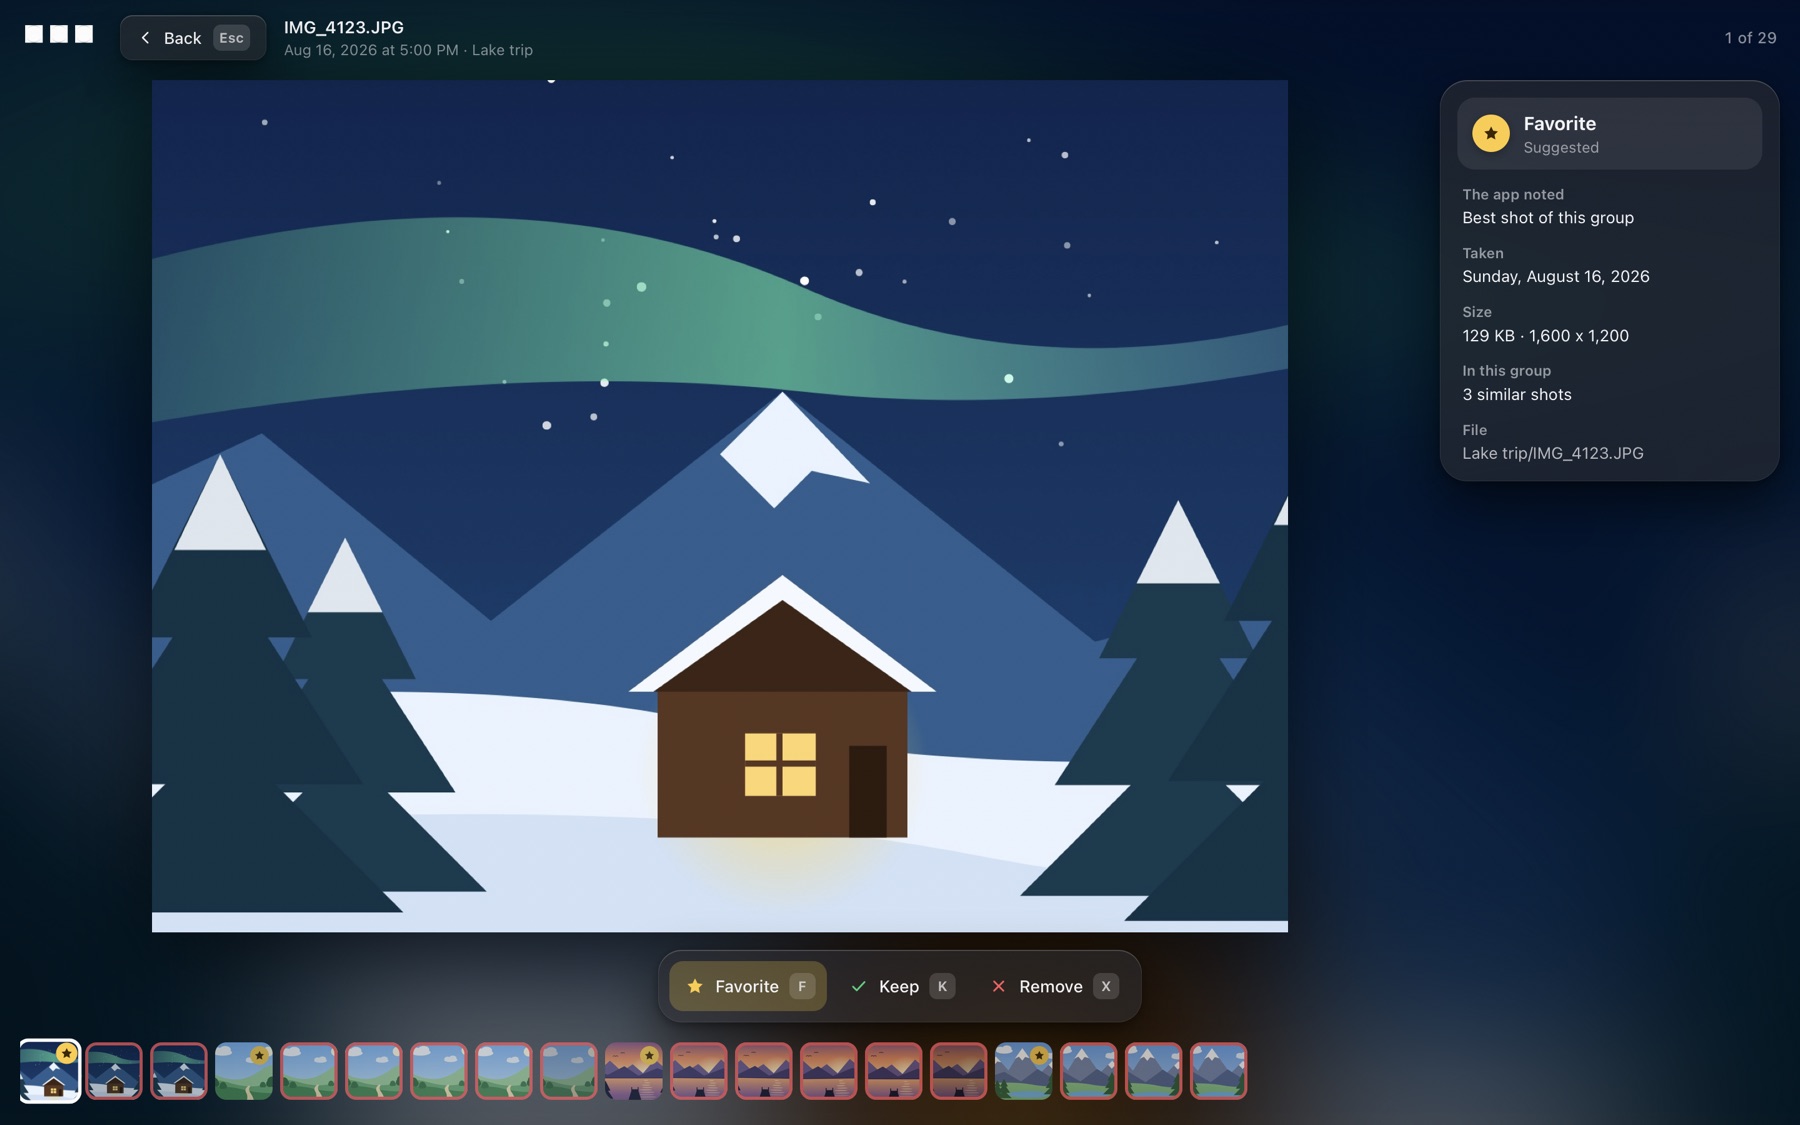 Back Esc
IMG_4123.JPG
Aug 16, 2026 at 5:00 PM · Lake trip
1 of 29
Favorite
Suggested
The app noted
Best shot of this group
Taken
Sunday, August 16, 2026
Size
129 KB · 1,600 x 1,200
In this group
3 similar shots
File
Lake trip/IMG_4123.JPG
Favorite F Keep K Remove X